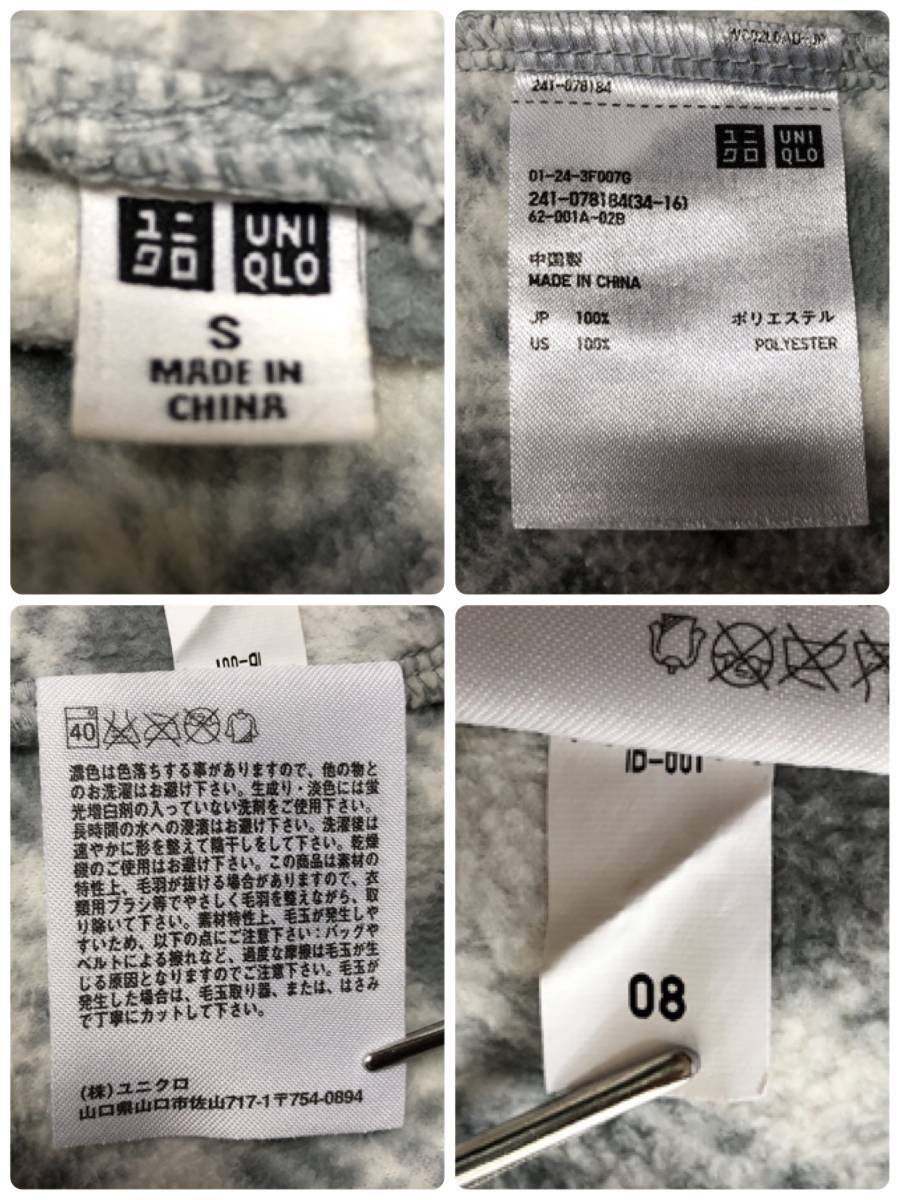 ユニ
クロ
UNI
QLO
S
MADE IN
CHINA
241-078184
ユニ
クロ
UNI
QLO
01-24-3F007G
241-078184(34-16)
62-001A-02B
中国製
MADE IN CHINA
JP 100% ポリエステル
US 100% POLYESTER
ID-001
40
濃色は色落ちする事がありますので、他の物と
のお洗濯はお避け下さい。生成り・淡色には蛍
光増白剤の入っていない洗剤をご使用下さい。
長時間の水への浸漬はお避け下さい。洗濯後は
速やかに形を整えて陰干しをして下さい。乾燥
機のご使用はお避け下さい。この商品は素材の
特性上、毛羽が抜ける場合がありますので、衣
類用ブラシ等でやさしく毛羽を整えながら、取
り除いて下さい。素材特性上、毛玉が発生しや
すいため、以下の点にご注意下さい：バッグや
ベルトによる擦れなど、過度な摩擦は毛玉が生
じる原因となりますのでご注意下さい。毛玉が
発生した場合は、毛玉取り器、または、はさみ
で丁寧にカットして下さい。
(株)ユニクロ
山口県山口市佐山717-1〒754-0894
ID-001
08